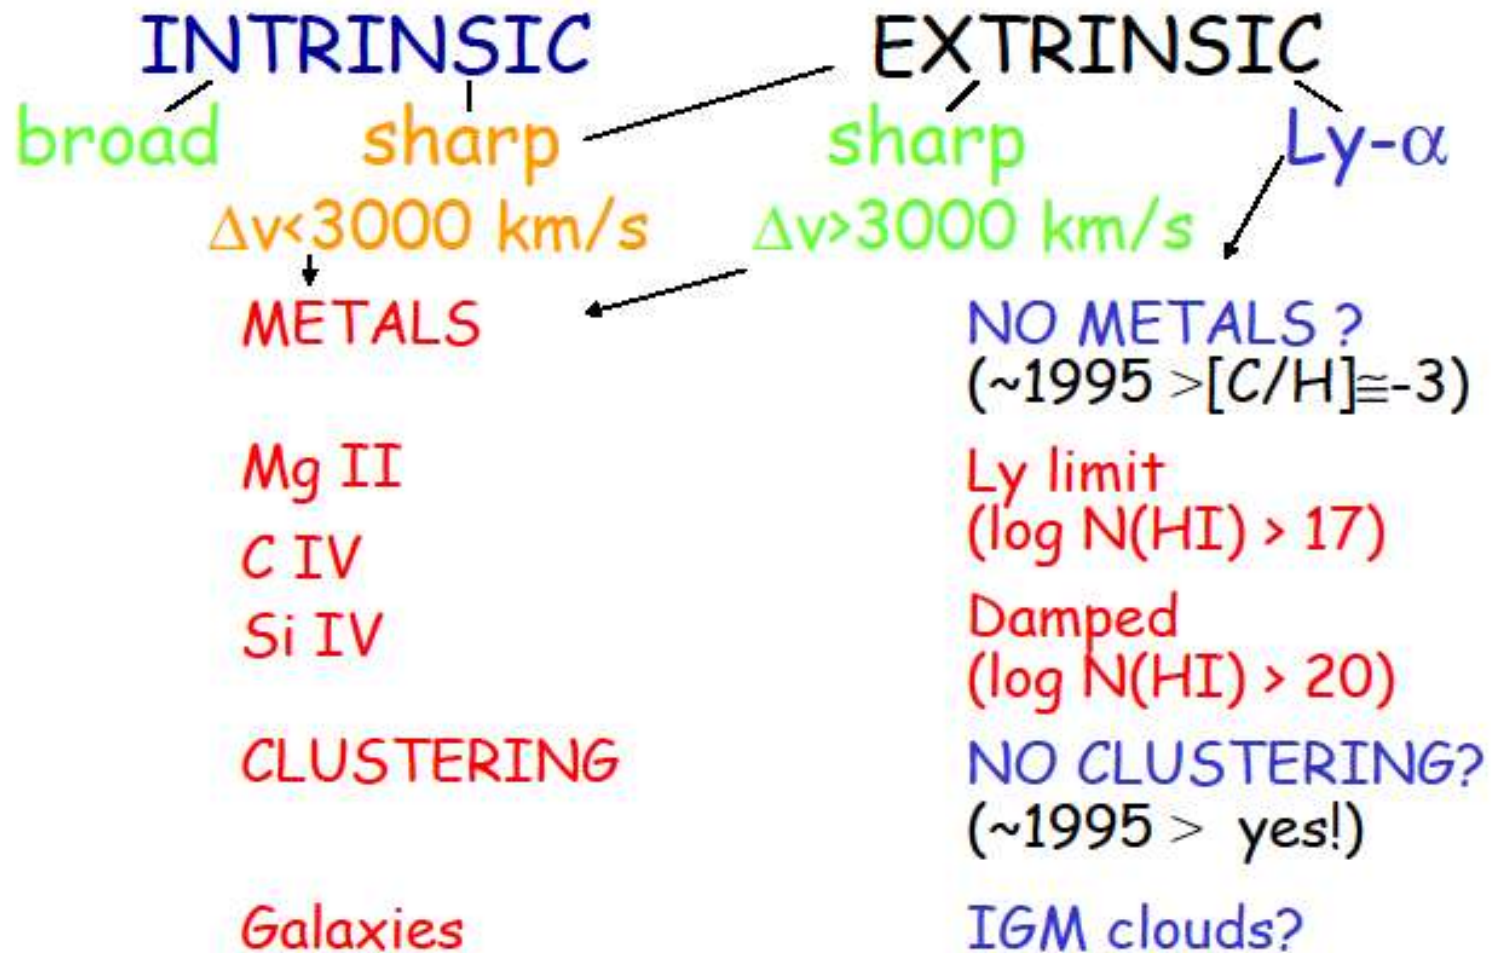 INTRINSIC EXTRINSIC
broad sharp sharp Ly-α
Δv<3000 km/s Δv>3000 km/s
METALS NO METALS ?
(~1995 >[C/H]≅-3)
Mg II Ly limit
(log N(HI) > 17)
C IV
Si IV Damped
(log N(HI) > 20)
CLUSTERING NO CLUSTERING?
(~1995 > yes!)
Galaxies IGM clouds?